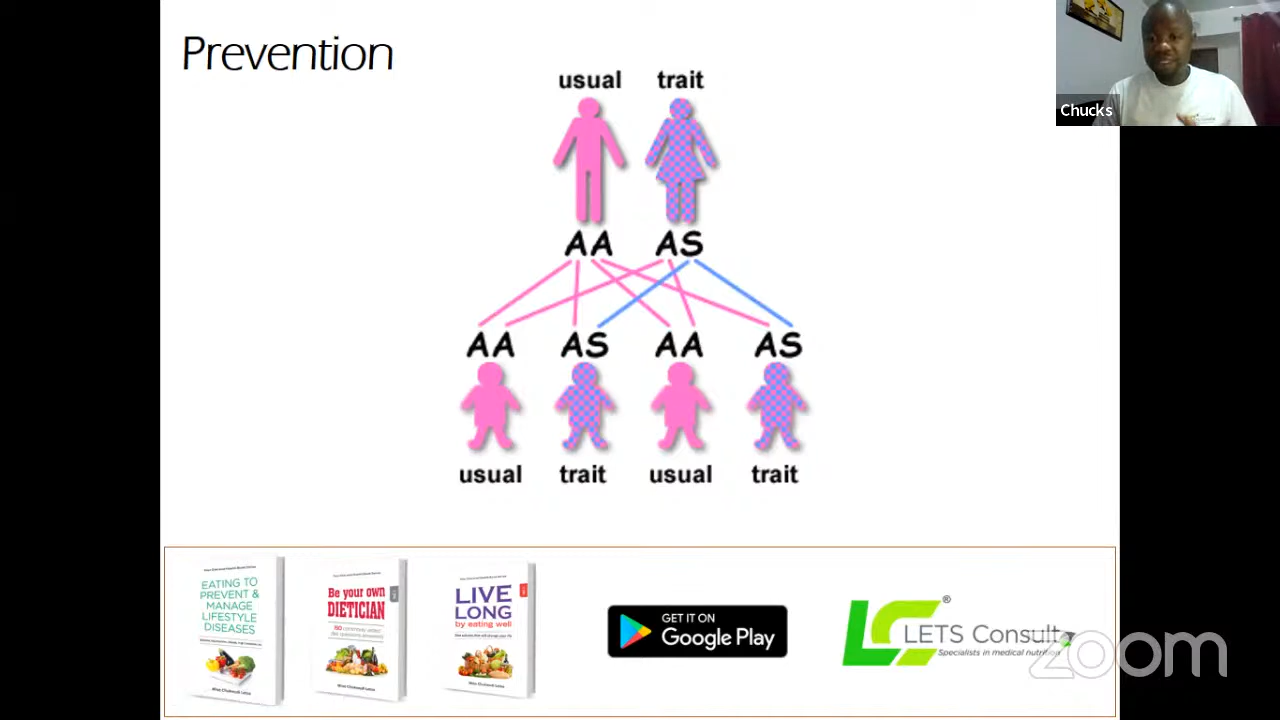 Prevention
Chucks
usual trait
AA AS
AA AS AA AS
usual trait usual trait
EATING TO
PREVENT &
MANAGE
LIFESTYLE
DISEASES
Be your own
DIETICIAN
LIVE
LONG
by eating well
GET IT ON
Google Play
LETS Consult
®
Specialists in medical nutrition
zoom